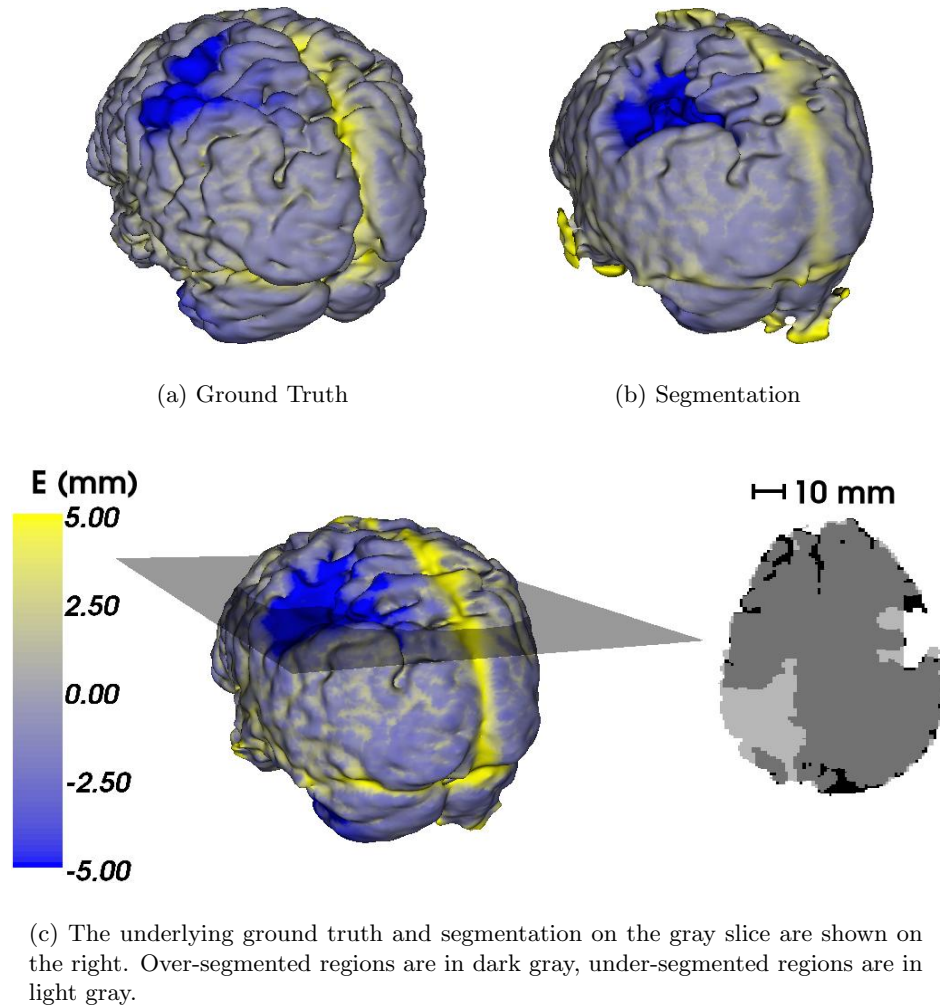 (a) Ground Truth
(b) Segmentation
E (mm)
5.00
2.50
0.00
-2.50
-5.00
10 mm
(c) The underlying ground truth and segmentation on the gray slice are shown on
the right. Over-segmented regions are in dark gray, under-segmented regions are in
light gray.